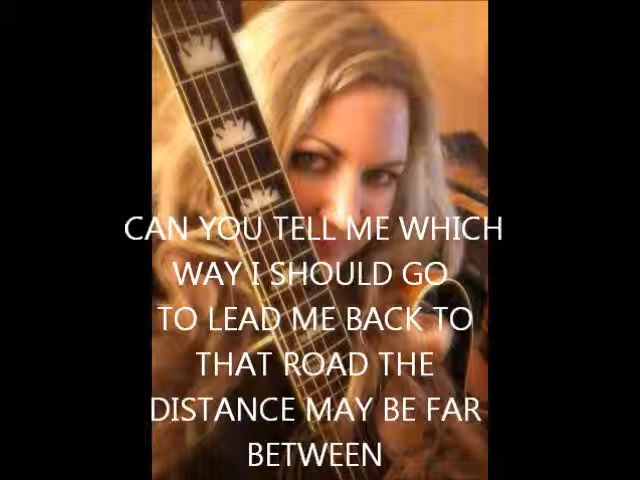 CAN YOU TELL ME WHICH
WAY I SHOULD GO
TO LEAD ME BACK TO
THAT ROAD THE
DISTANCE MAY BE FAR
BETWEEN